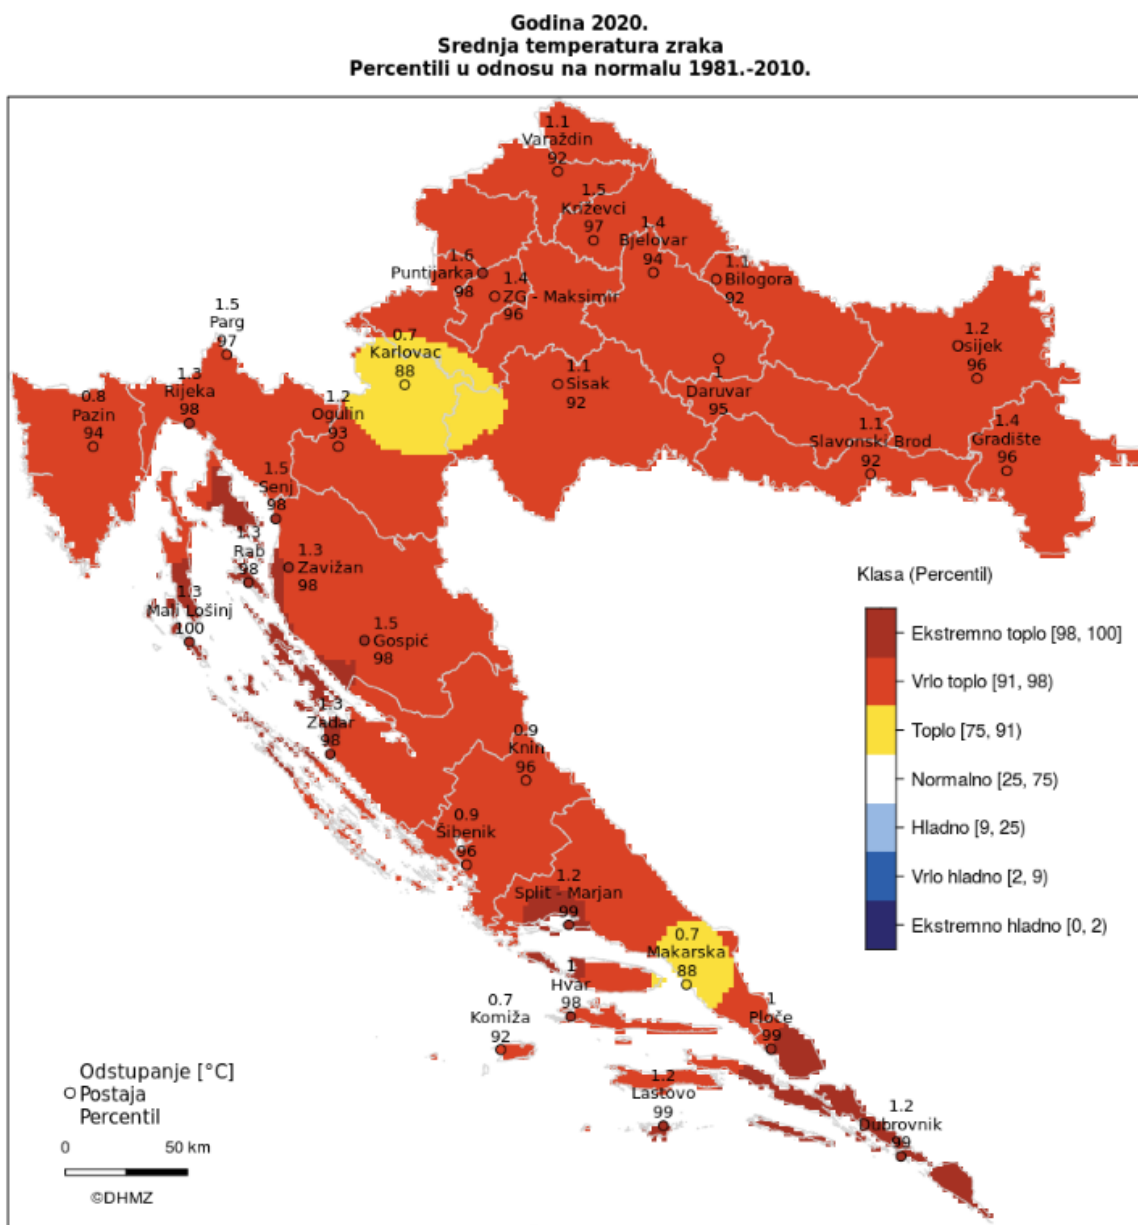 Godina 2020.
Srednja temperatura zraka
Percentili u odnosu na normalu 1981.-2010.
1.1
Varaždin
92
1.5
Križevci
97
1.4
Bjelovar
94
1.6
Puntijarka
98
1.4
ZG - Maksimir
96
1.1
Bilogora
92
1.5
Parg
97
0.7
Karlovac
88
1.2
Osijek
96
1.3
Rijeka
98
0.8
Pazin
94
1.2
Ogulin
93
1.1
Sisak
92
1
Daruvar
95
1.1
Slavonski Brod
92
1.4
Gradište
96
1.5
Senj
98
1.3
Rab
98
1.3
Zavižan
98
1.3
Mali Lošinj
100
1.5
Gospić
98
1.3
Zadar
98
0.9
Knin
96
0.9
Šibenik
96
1.2
Split - Marjan
99
0.7
Makarska
88
1
Hvar
98
0.7
Komiža
92
1
Ploče
99
1.2
Lastovo
99
1.2
Dubrovnik
99
Klasa (Percentil)
Ekstremno toplo [98, 100]
Vrlo toplo [91, 98)
Toplo [75, 91)
Normalno [25, 75)
Hladno [9, 25)
Vrlo hladno [2, 9)
Ekstremno hladno [0, 2)
Odstupanje [°C]
Postaja
Percentil
0 50 km
©DHMZ